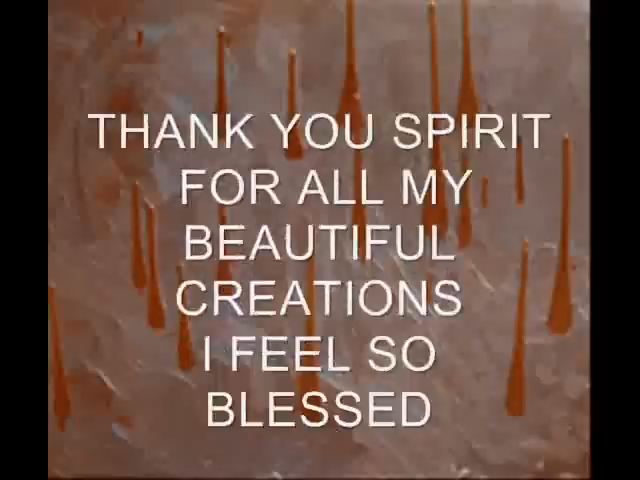 THANK YOU SPIRIT
FOR ALL MY
BEAUTIFUL
CREATIONS
I FEEL SO
BLESSED